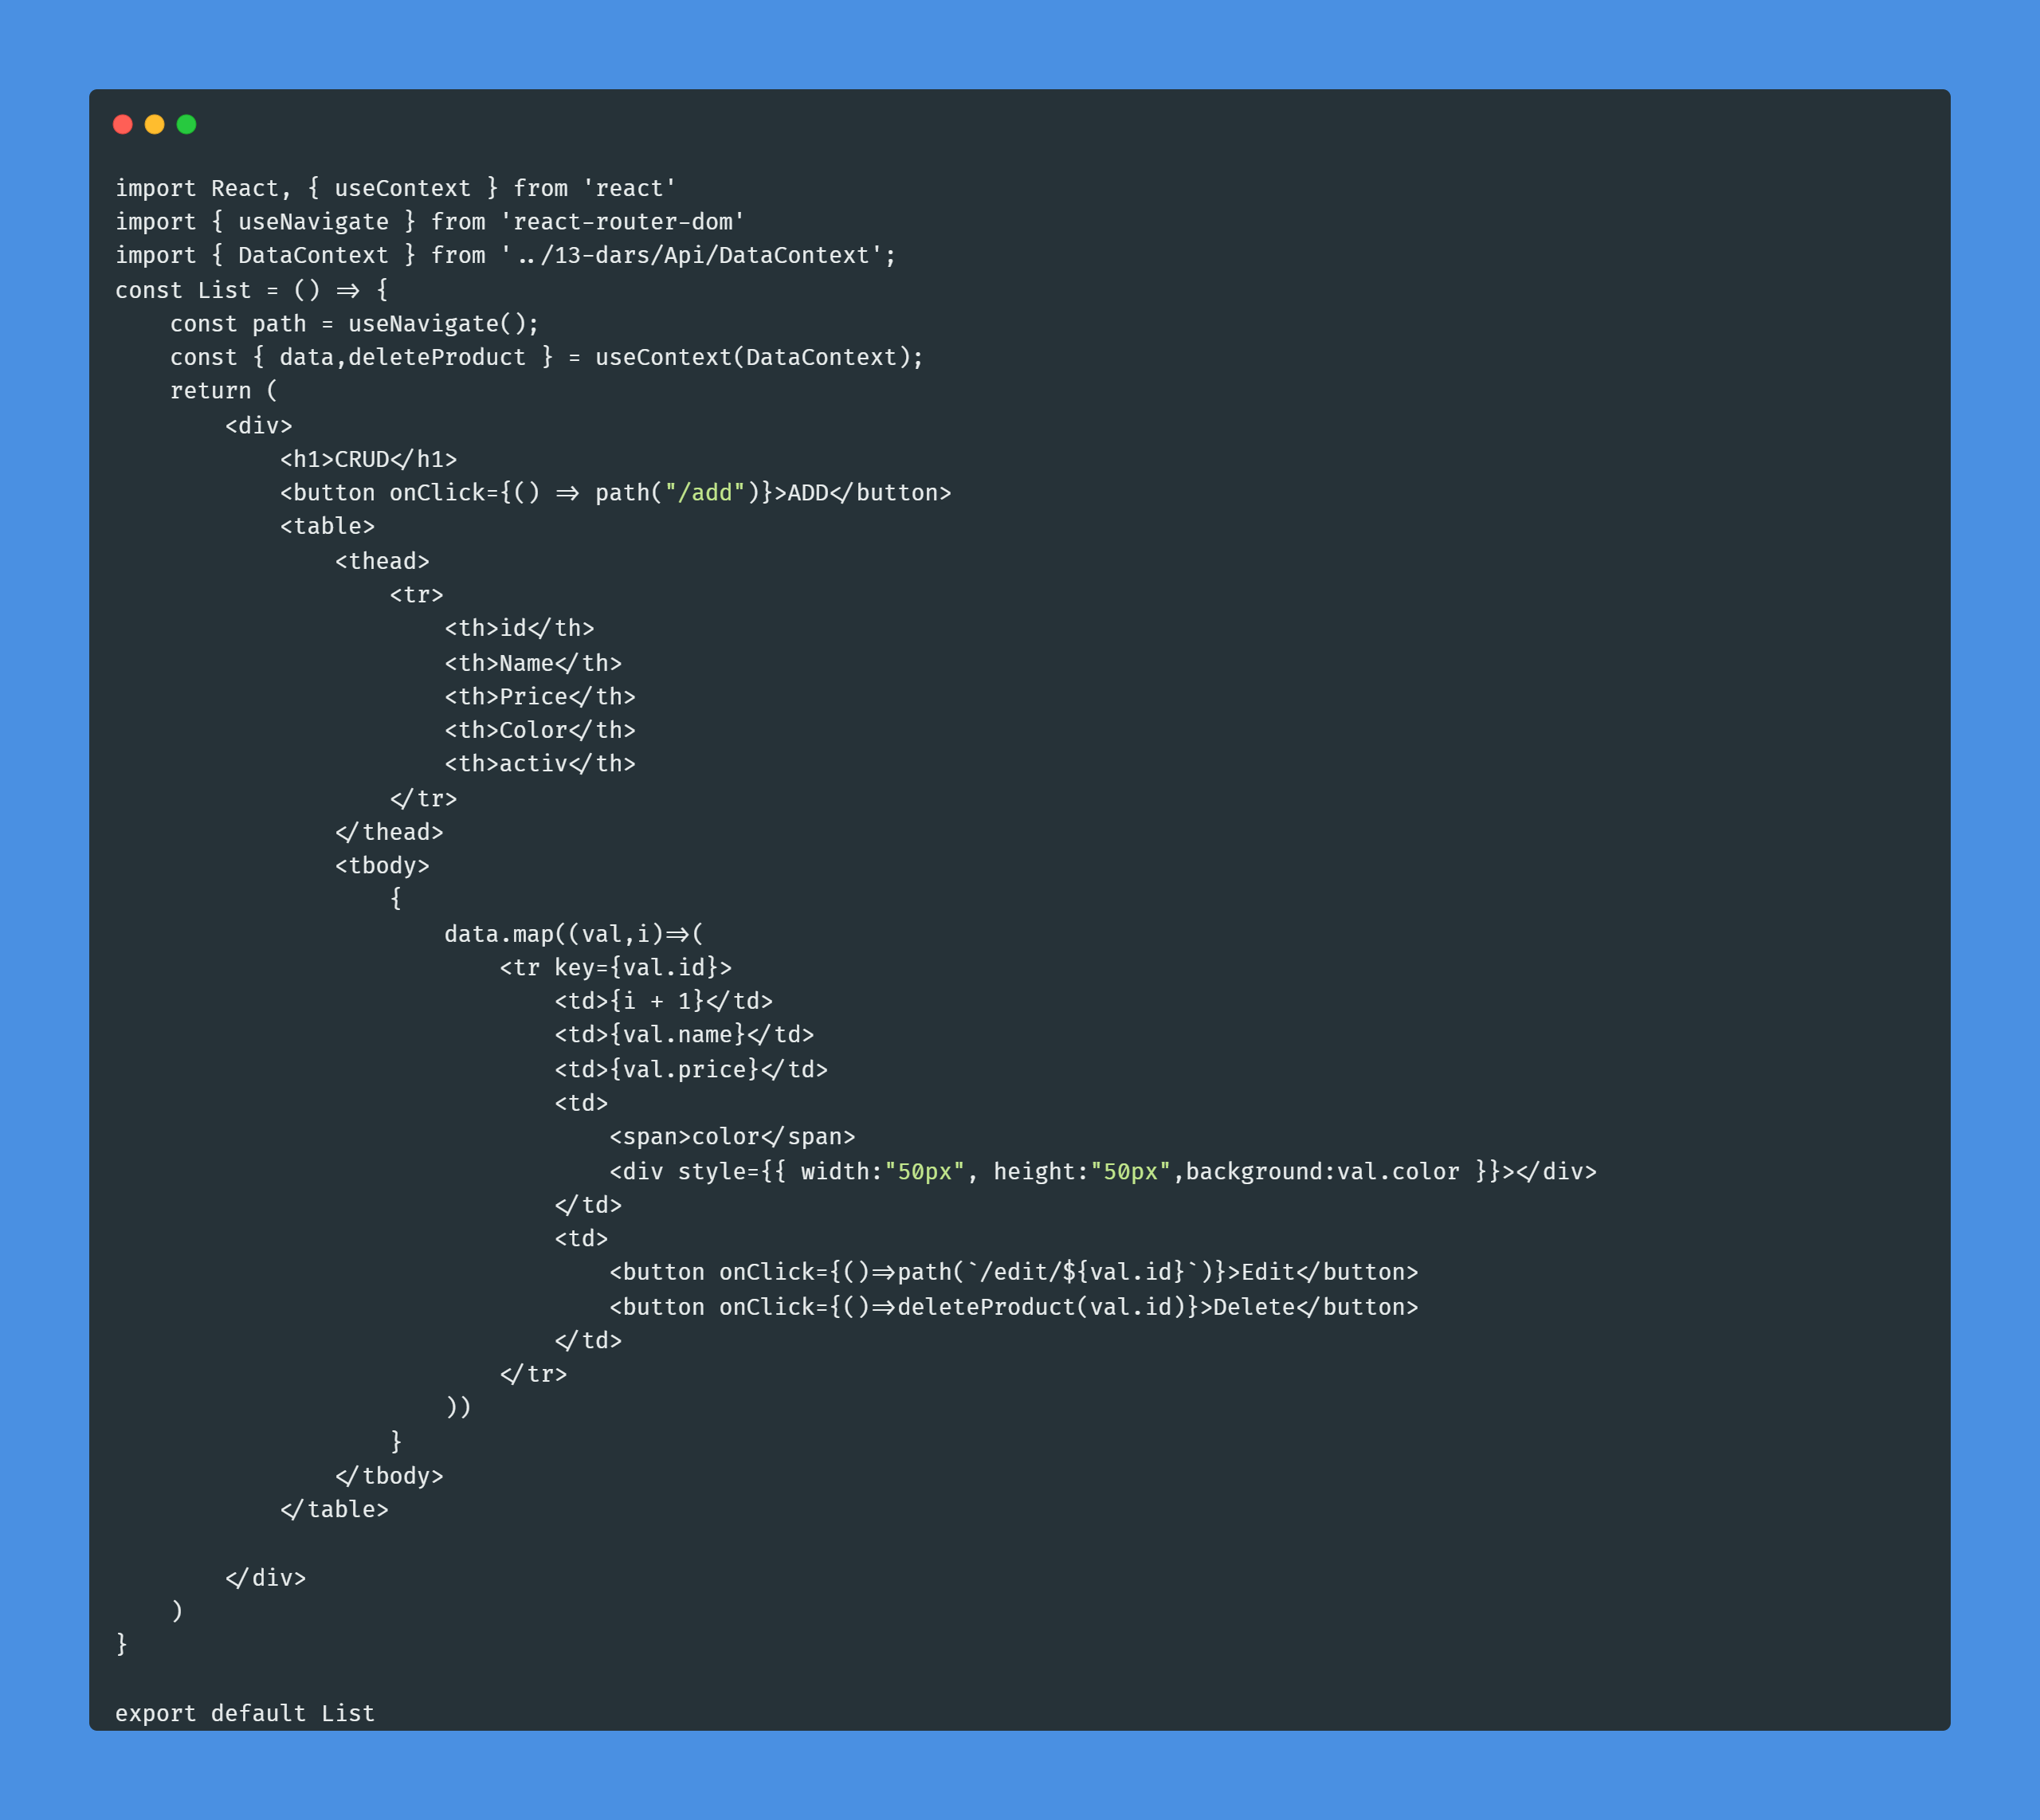 import React, { useContext } from 'react'
import { useNavigate } from 'react-router-dom'
import { DataContext } from '../13-dars/Api/DataContext';
const List = () => {
    const path = useNavigate();
    const { data,deleteProduct } = useContext(DataContext);
    return (
        <div>
            <h1>CRUD</h1>
            <button onClick={() => path("/add")}>ADD</button>
            <table>
                <thead>
                    <tr>
                        <th>id</th>
                        <th>Name</th>
                        <th>Price</th>
                        <th>Color</th>
                        <th>activ</th>
                    </tr>
                </thead>
                <tbody>
                    {
                        data.map((val,i)=>(
                            <tr key={val.id}>
                                <td>{i + 1}</td>
                                <td>{val.name}</td>
                                <td>{val.price}</td>
                                <td>
                                    <span>color</span>
                                    <div style={{ width:"50px", height:"50px",background:val.color }}></div>
                                </td>
                                <td>
                                    <button onClick={()=>path(`/edit/${val.id}`)}>Edit</button>
                                    <button onClick={()=>deleteProduct(val.id)}>Delete</button>
                                </td>
                            </tr>
                        ))
                    }
                </tbody>
            </table>

        </div>
    )
}

export default List